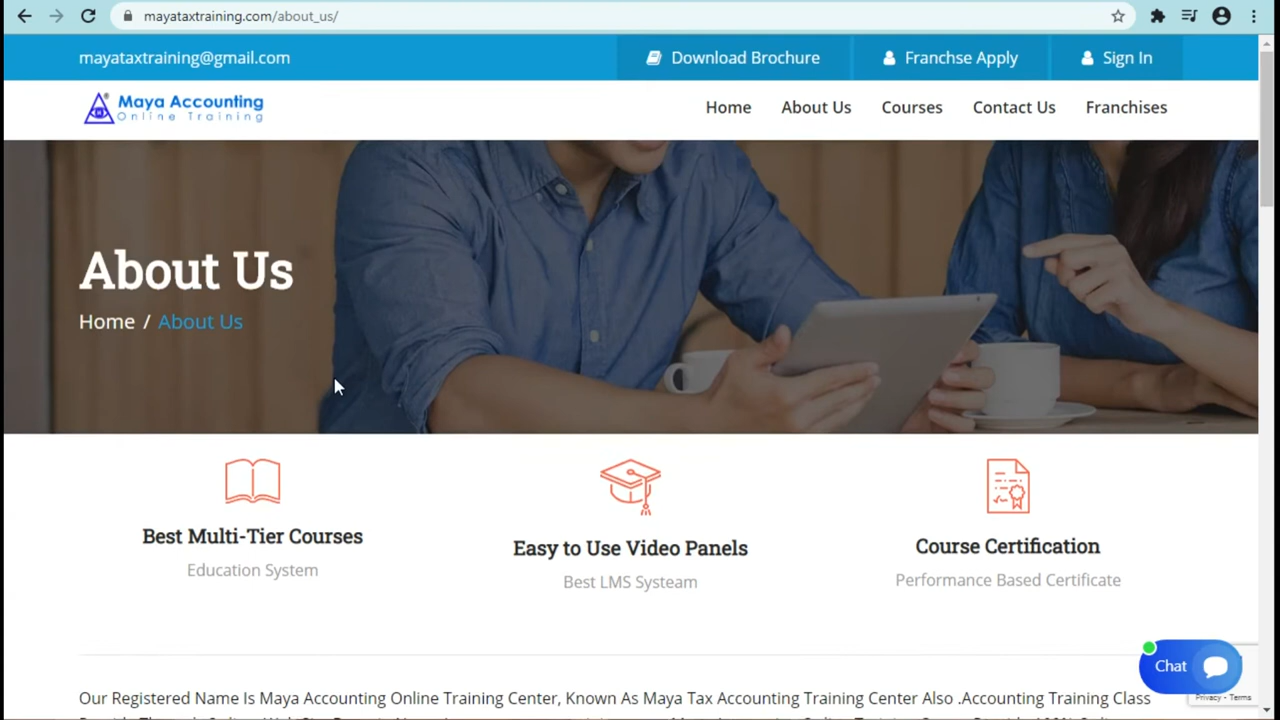 mayataxtraining.com/about_us/
mayataxtraining@gmail.com
Download Brochure
Franchse Apply
Sign In
Maya Accounting
Online Training
Home
About Us
Courses
Contact Us
Franchises
About Us
Home / About Us
Best Multi-Tier Courses
Education System
Easy to Use Video Panels
Best LMS Systeam
Course Certification
Performance Based Certificate
Chat
Privacy - Terms
Our Registered Name Is Maya Accounting Online Training Center, Known As Maya Tax Accounting Training Center Also .Accounting Training Class